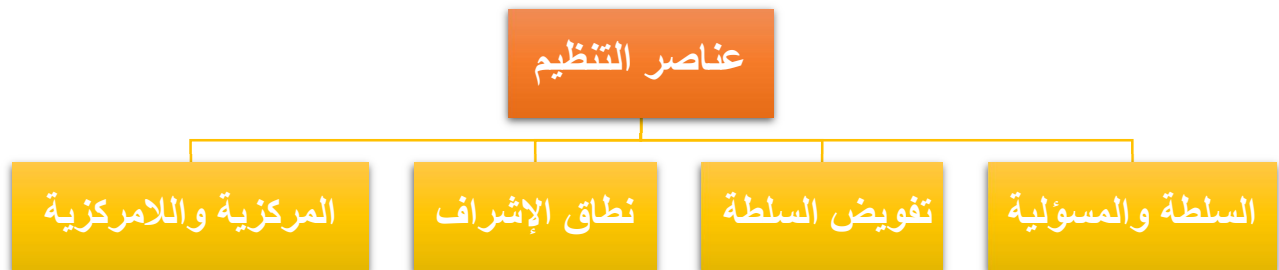 عناصر التنظيم
السلطة والمسؤلية
تفويض السلطة
نطاق الإشراف
المركزية واللامركزية